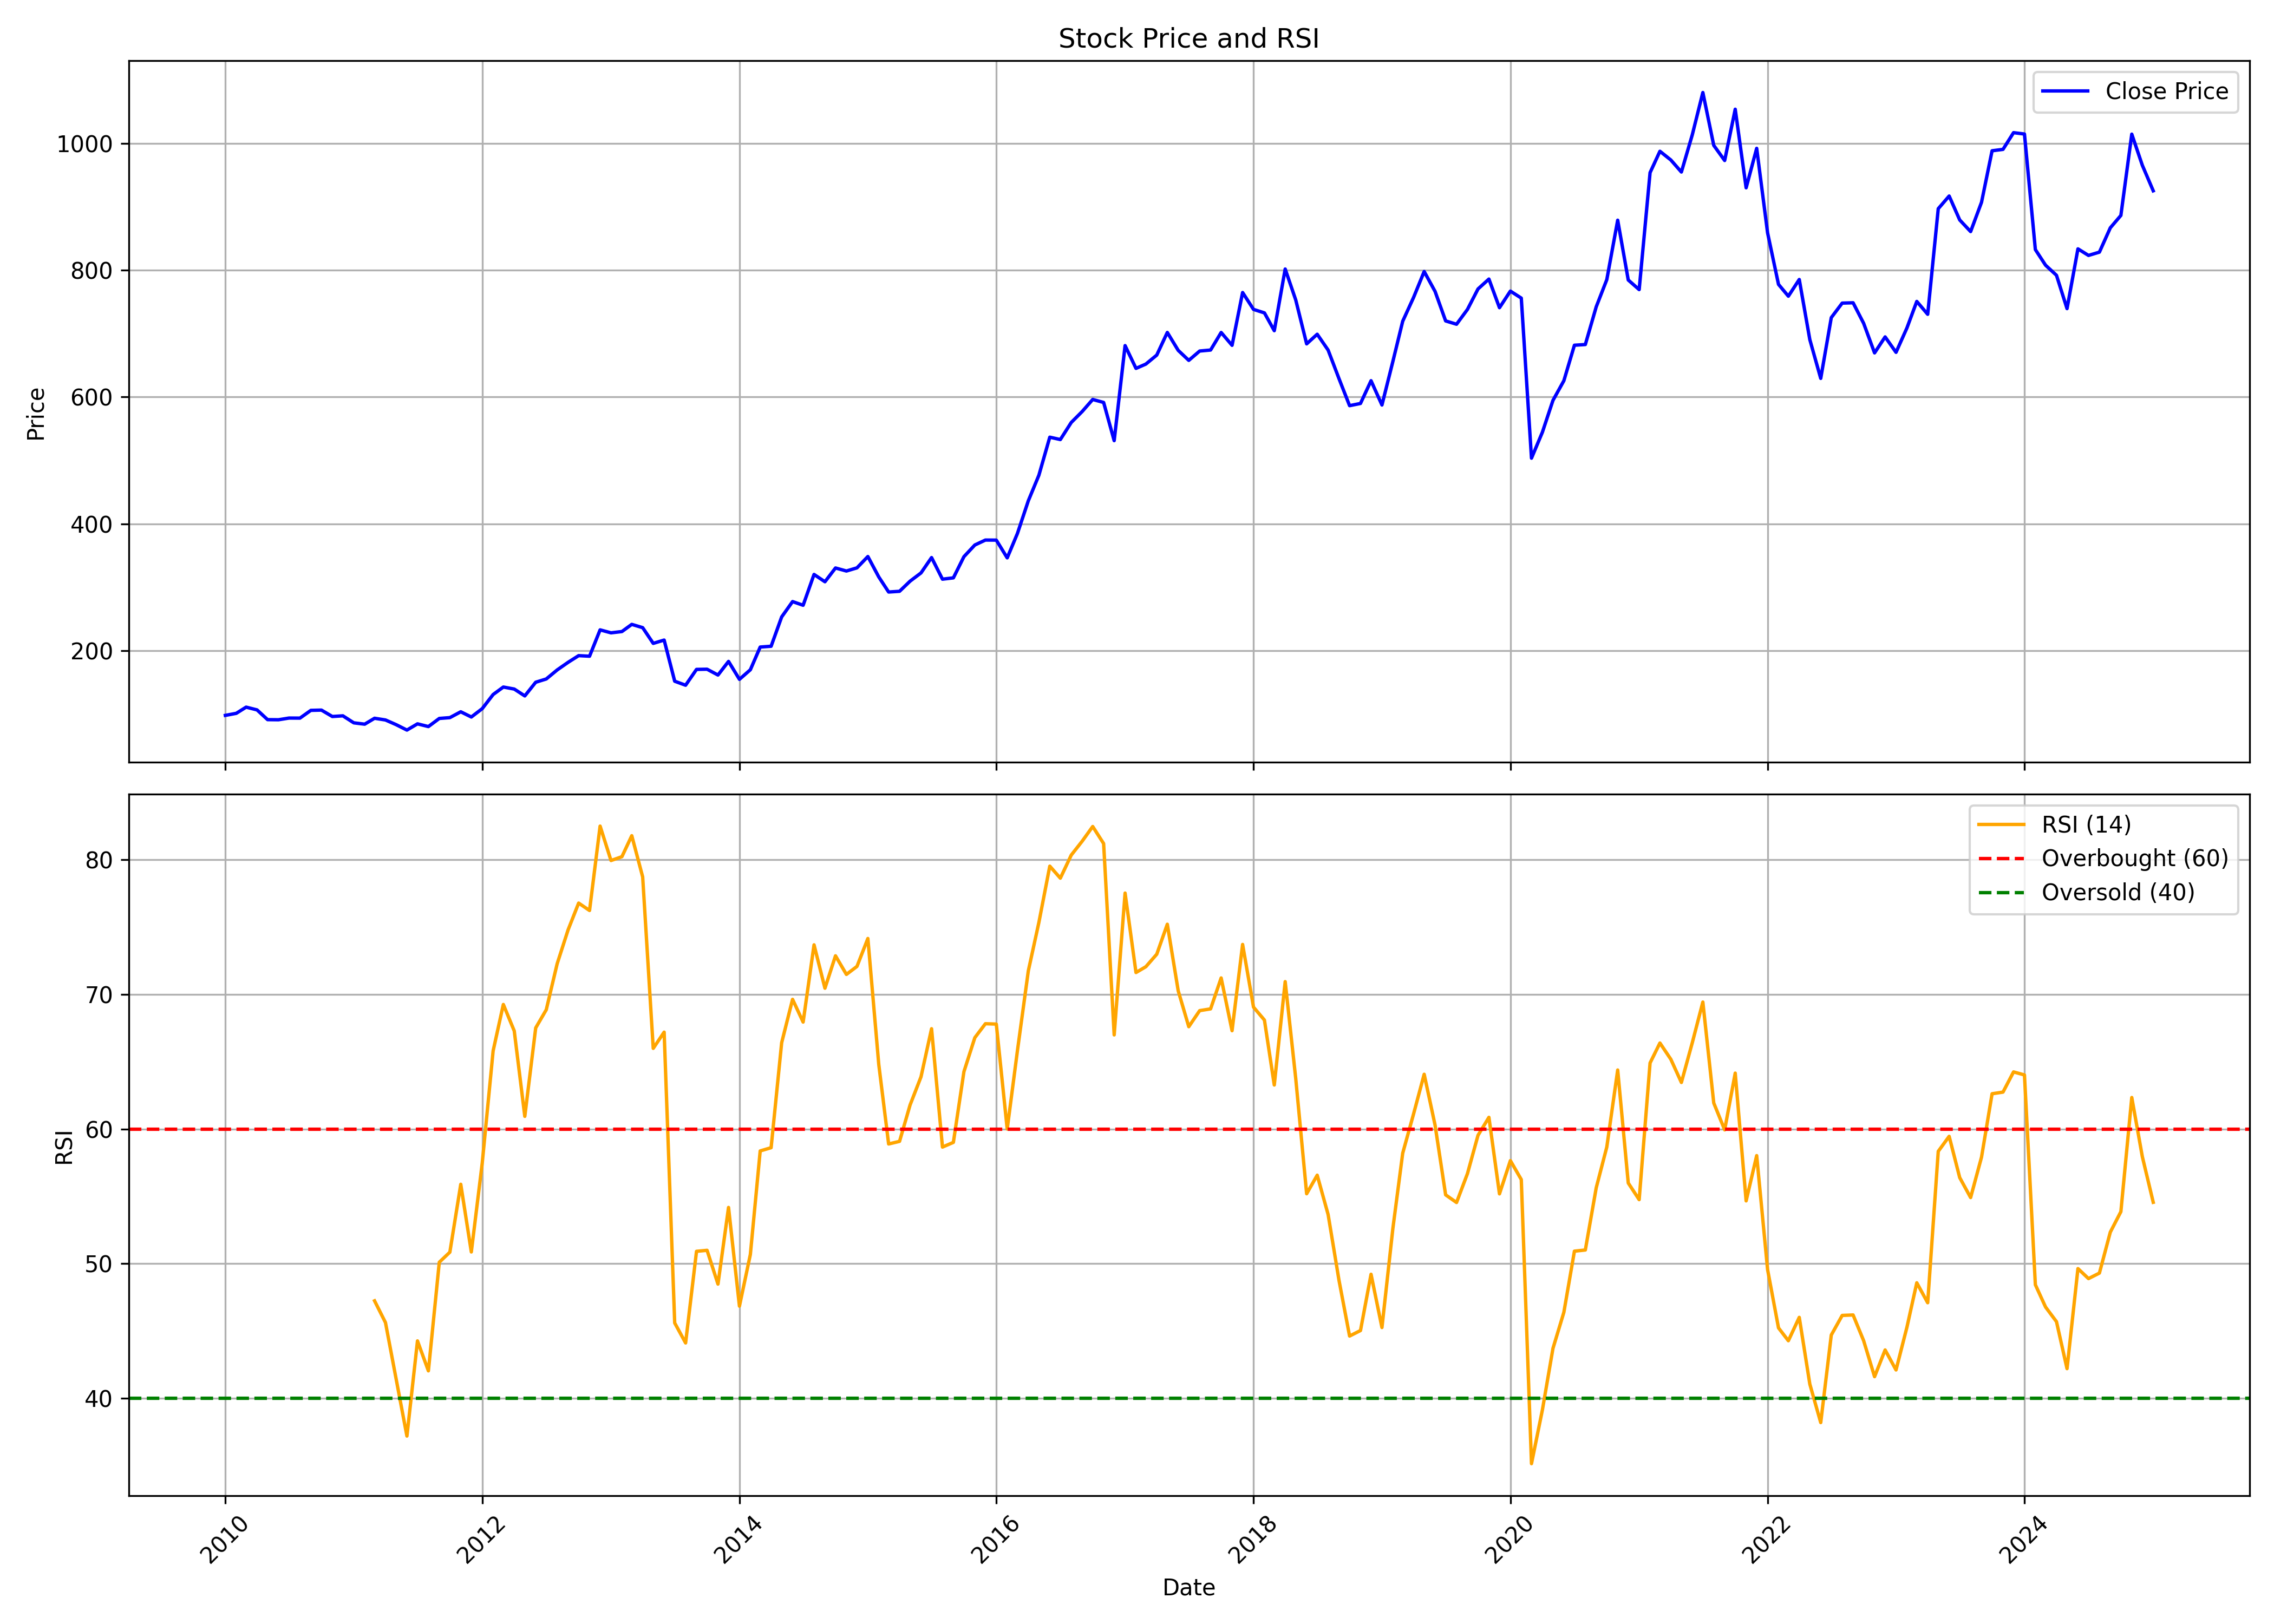 Stock Price and RSI
Close Price
Price
1000
800
600
400
200
RSI (14)
Overbought (60)
Oversold (40)
RSI
80
70
60
50
40
2010
2012
2014
2016
2018
2020
2022
2024
Date